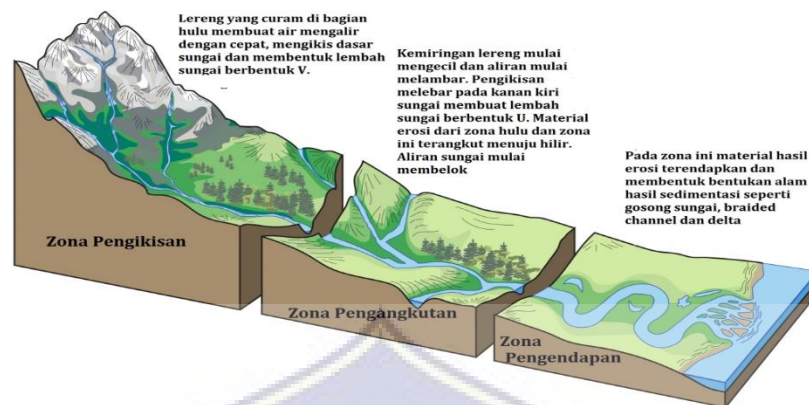 Lereng yang curam di bagian
hulu membuat air mengalir
dengan cepat, mengikis dasar
sungai dan membentuk lembah
sungai berbentuk V.
Kemiringan lereng mulai
mengecil dan aliran mulai
melambar. Pengikisan
melebar pada kanan kiri
sungai membuat lembah
sungai berbentuk U. Material
erosi dari zona hulu dan zona
ini terangkut menuju hilir.
Aliran sungai mulai
membelok
Pada zona ini material hasil
erosi terendapkan dan
membentuk bentukan alam
hasil sedimentasi seperti
gosong sungai, braided
channel dan delta
Zona Pengikisan
Zona Pengangkutan
Zona
Pengendapan